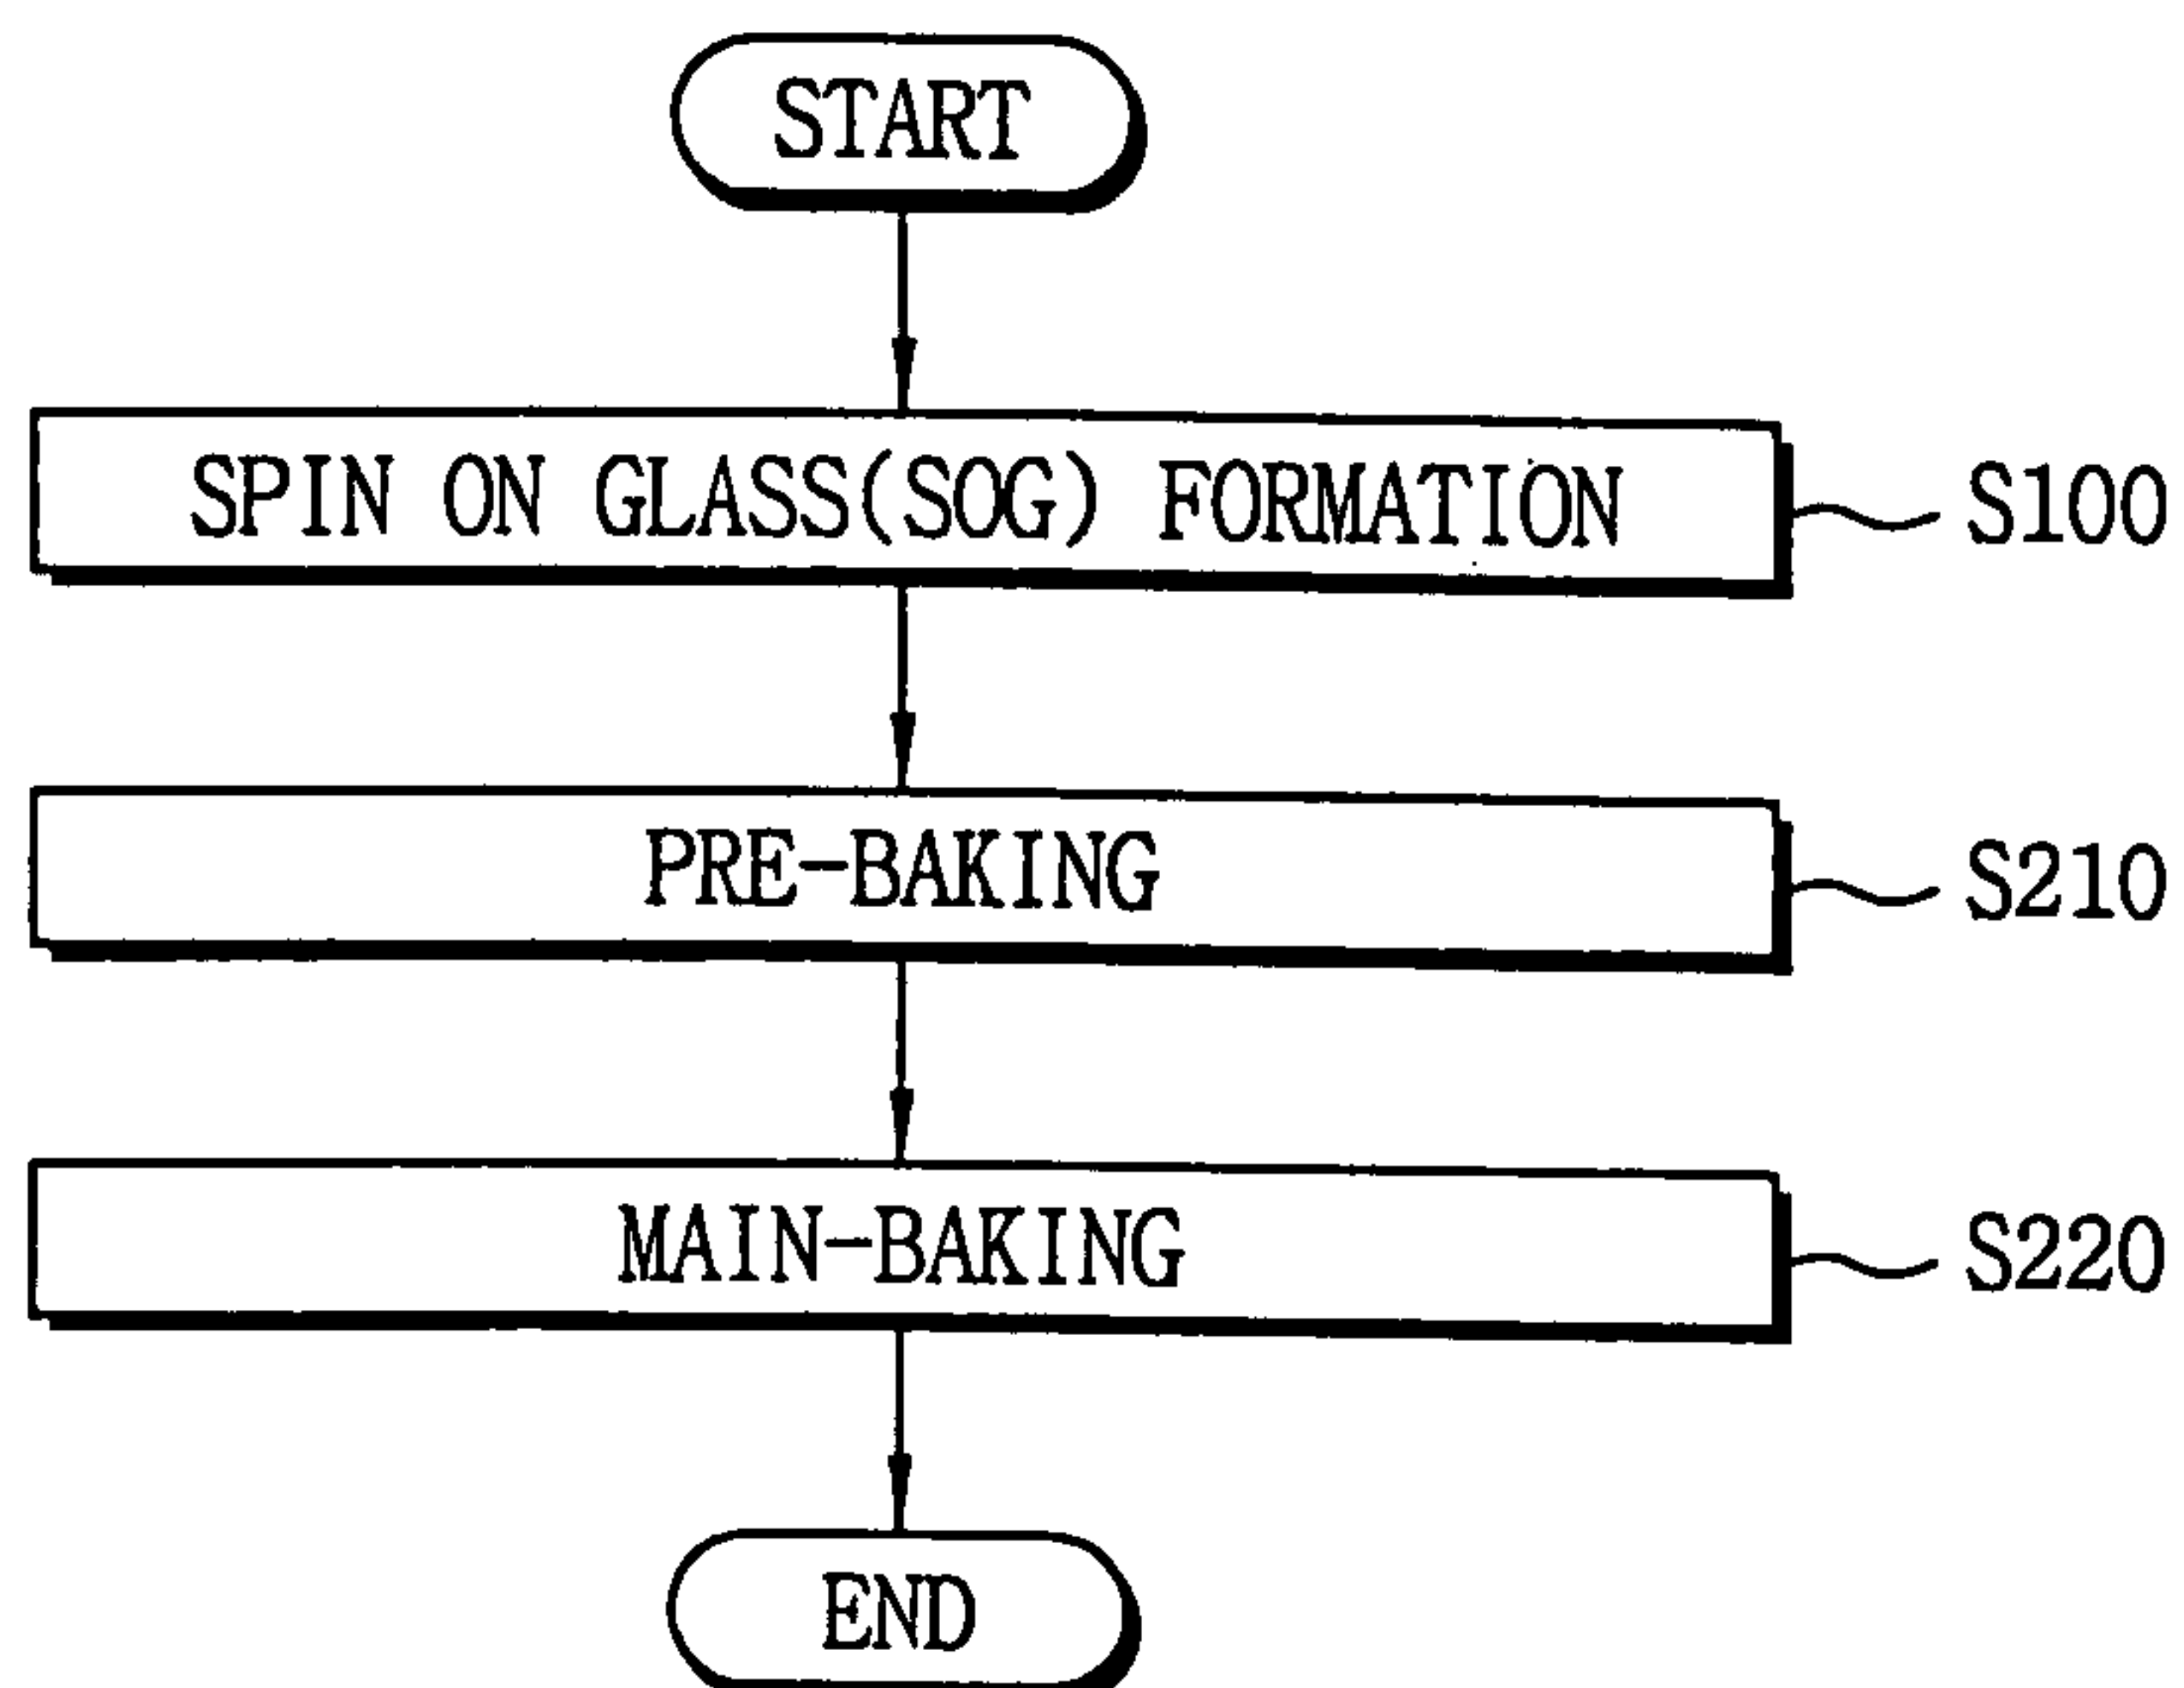 START
SPIN ON GLASS(SOG) FORMATION S100
PRE-BAKING S210
MAIN-BAKING S220
END